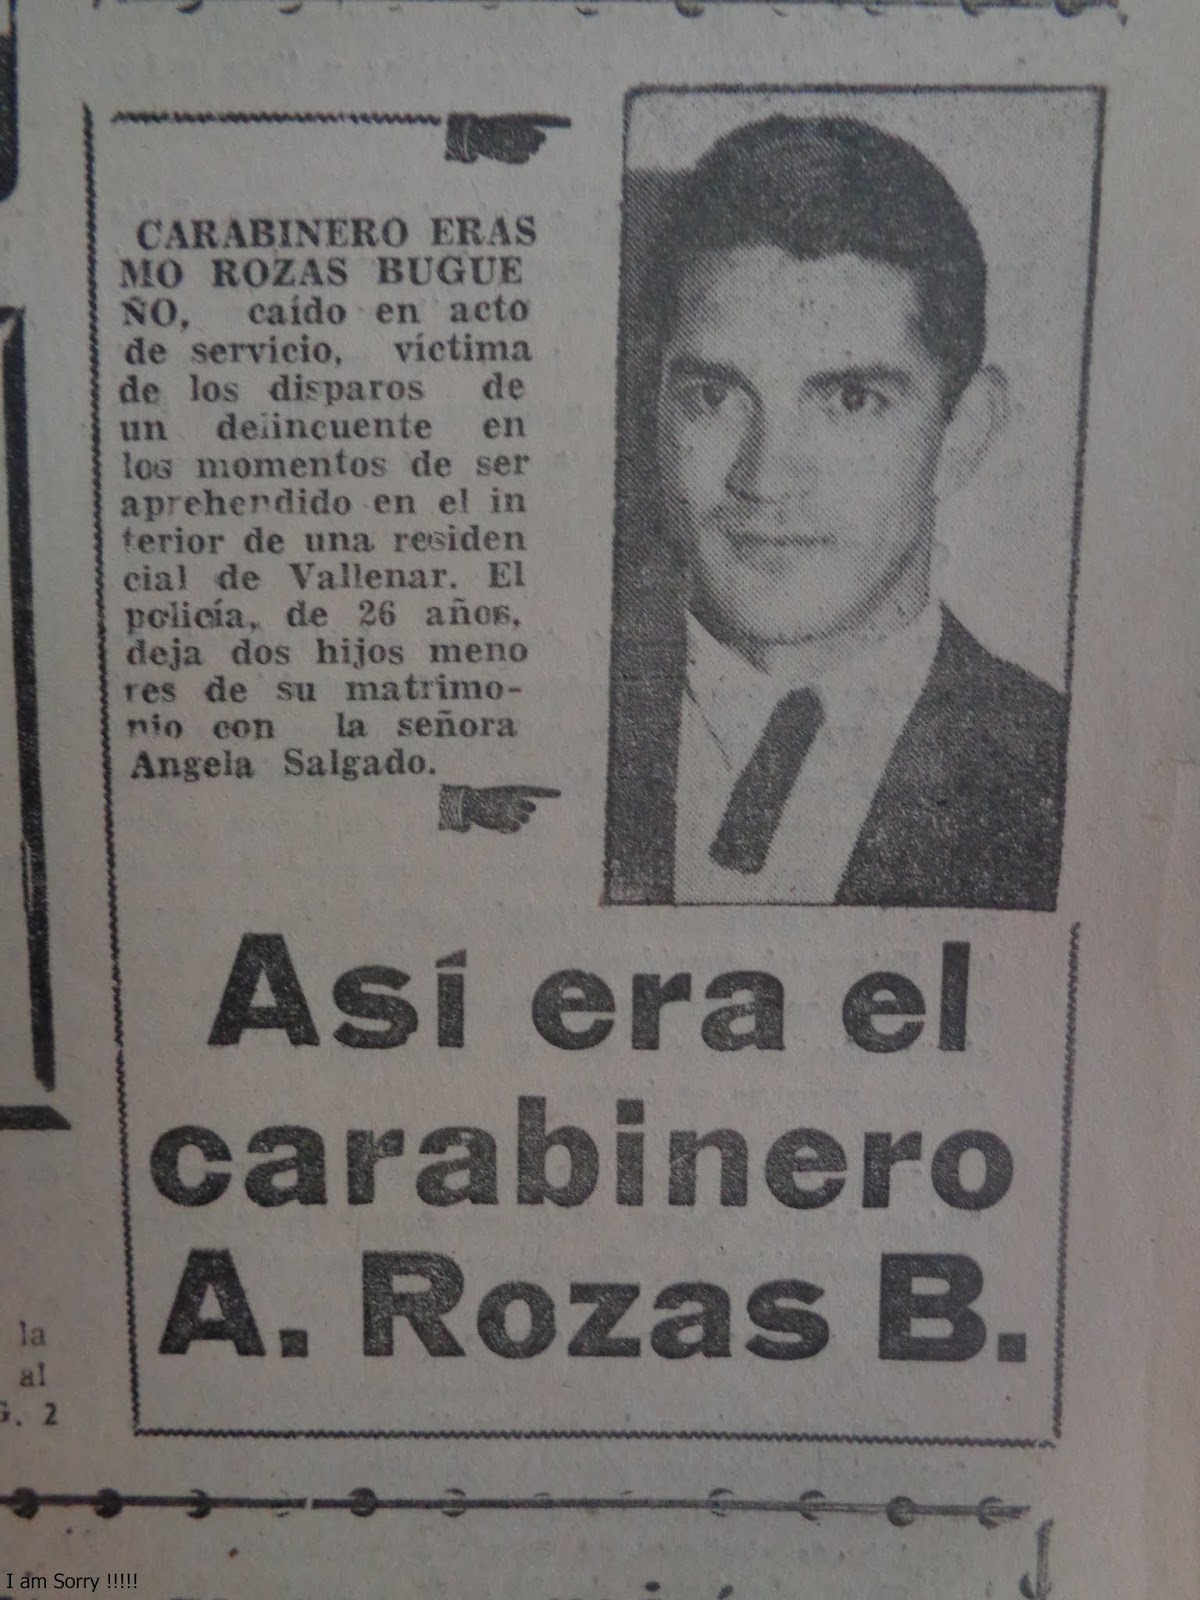 CARABINERO ERAS
MO ROZAS BUGUE
ÑO, caído en acto
de servicio, víctima
de los disparos de
un delincuente en
los momentos de ser
aprehendido en el in
terior de una residen
cial de Vallenar. El
policía, de 26 años,
deja dos hijos meno
res de su matrimo-
nio con la señora
Angela Salgado.
Así era el
carabinero
A. Rozas B.
la
al
G. 2
I am Sorry !!!!!